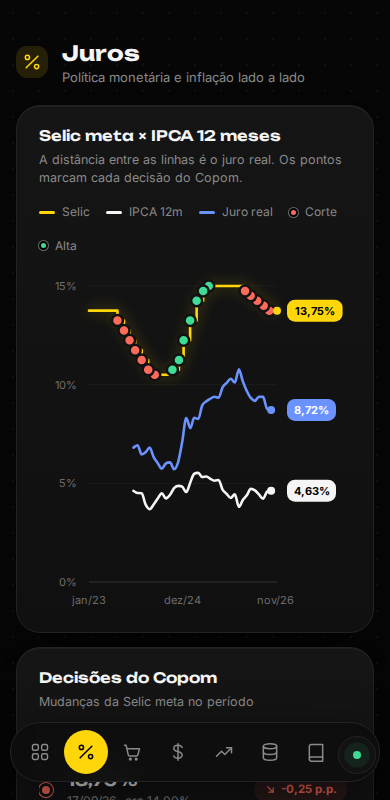 Juros
Política monetária e inflação lado a lado
Selic meta × IPCA 12 meses
A distância entre as linhas é o juro real. Os pontos
marcam cada decisão do Copom.
Selic IPCA 12m Juro real Corte
Alta
15%
13,75%
10%
8,72%
5%
4,63%
0%
jan/23 dez/24 nov/26
Decisões do Copom
Mudanças da Selic meta no período
-0,25 p.p.